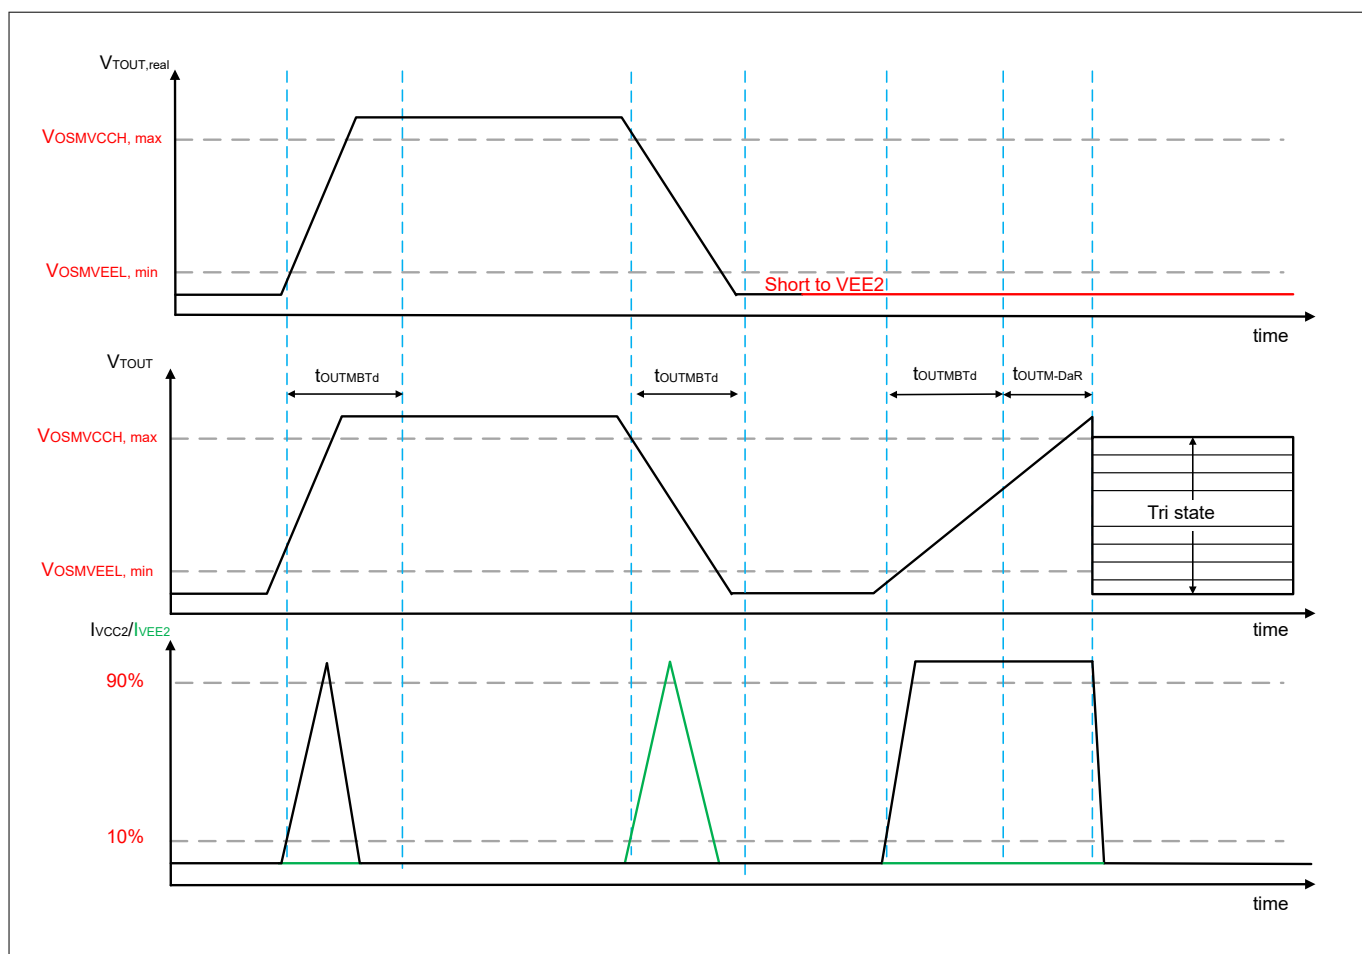 VTOUT,real
VOSMVCCH, max
VOSMVEEL, min
Short to VEE2
time
VTOUT
tOUTMBTd
tOUTMBTd
tOUTMBTd
tOUTM-DaR
VOSMVCCH, max
Tri state
VOSMVEEL, min
time
IVCC2/IVEE2
90%
10%
time